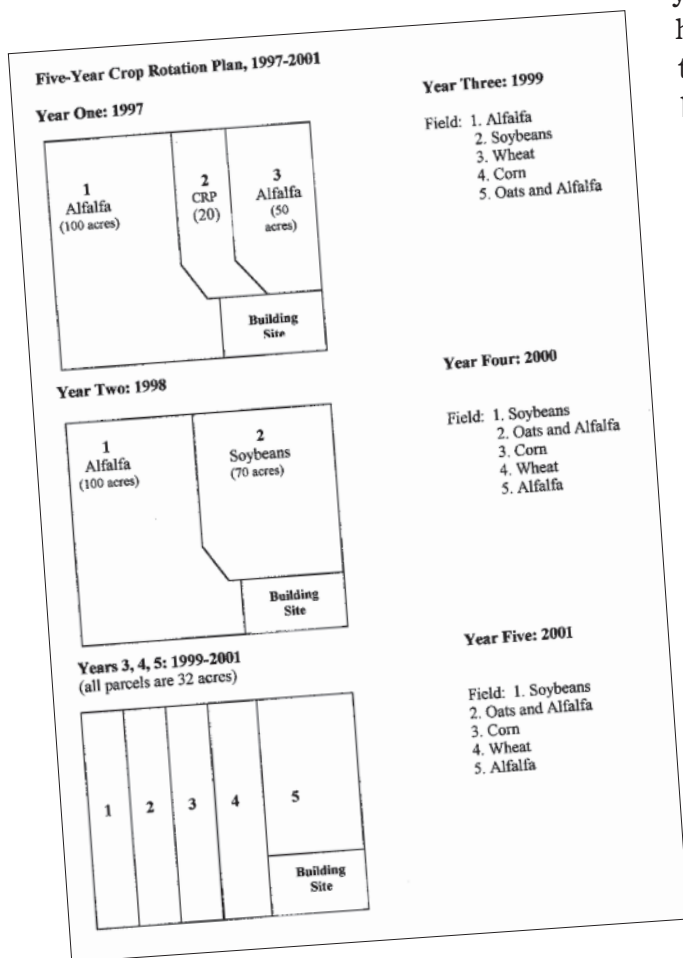 Five-Year Crop Rotation Plan, 1997-2001
Year One: 1997
1
Alfalfa
(100 acres)
2
CRP
(20)
3
Alfalfa
(50
acres)
Building
Site
Year Two: 1998
1
Alfalfa
(100 acres)
2
Soybeans
(70 acres)
Building
Site
Years 3, 4, 5: 1999-2001
(all parcels are 32 acres)
1
2
3
4
5
Building
Site
Year Three: 1999
Field: 1. Alfalfa
2. Soybeans
3. Wheat
4. Corn
5. Oats and Alfalfa
Year Four: 2000
Field: 1. Soybeans
2. Oats and Alfalfa
3. Corn
4. Wheat
5. Alfalfa
Year Five: 2001
Field: 1. Soybeans
2. Oats and Alfalfa
3. Corn
4. Wheat
5. Alfalfa